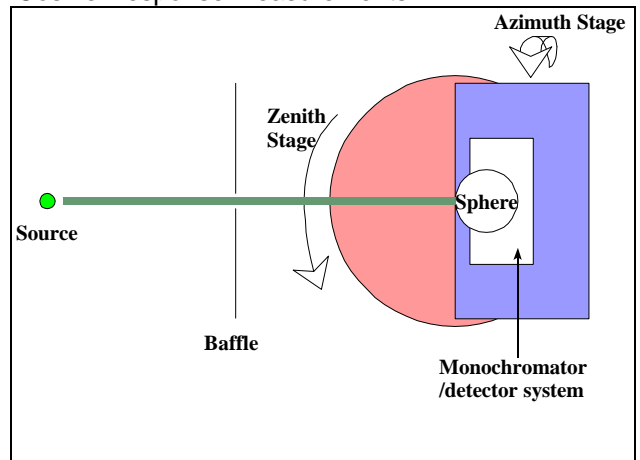 Azimuth Stage
Zenith
Stage
Sphere
Source
Baffle
Monochromator
/detector system